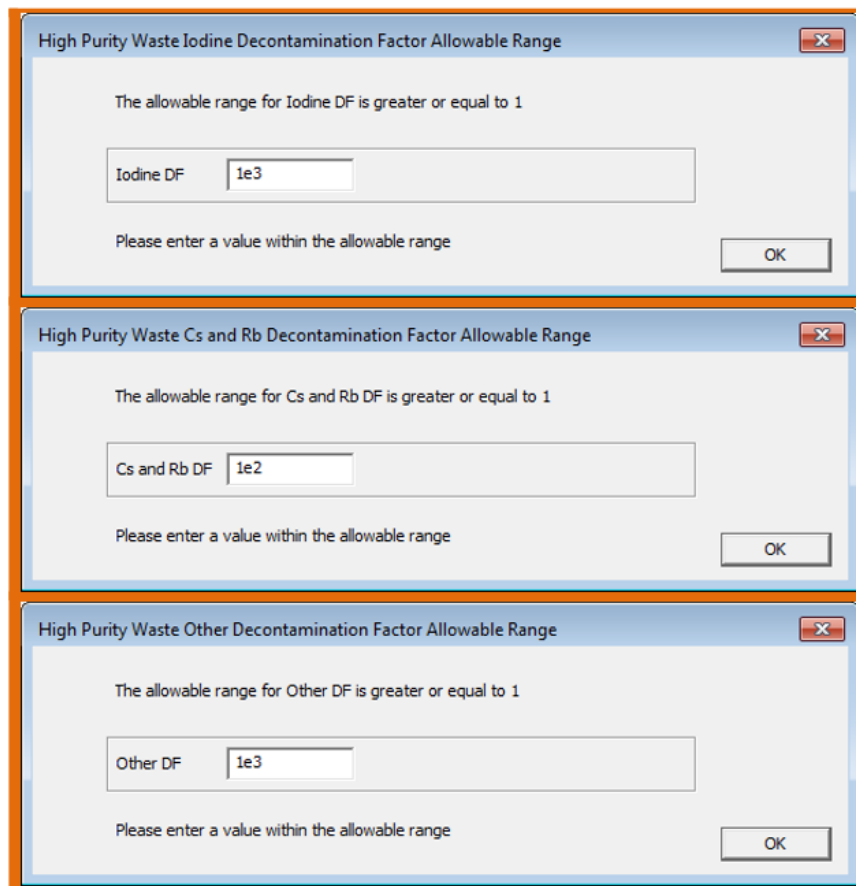 High Purity Waste Iodine Decontamination Factor Allowable Range
The allowable range for Iodine DF is greater or equal to 1
Iodine DF 1e3
Please enter a value within the allowable range
OK
High Purity Waste Cs and Rb Decontamination Factor Allowable Range
The allowable range for Cs and Rb DF is greater or equal to 1
Cs and Rb DF 1e2
Please enter a value within the allowable range
OK
High Purity Waste Other Decontamination Factor Allowable Range
The allowable range for Other DF is greater or equal to 1
Other DF 1e3
Please enter a value within the allowable range
OK